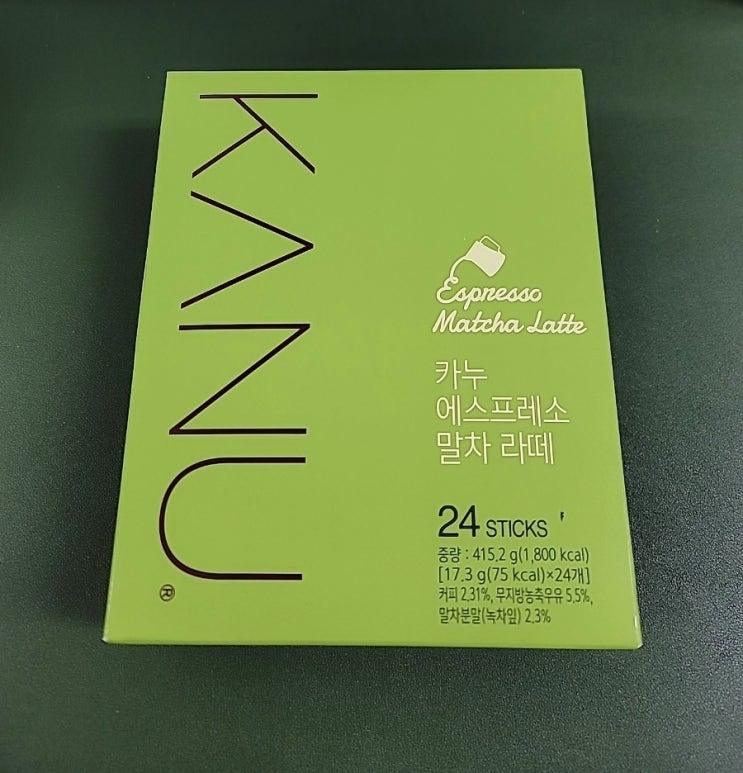 KANU
®
Espresso
Matcha Latte
카누
에스프레소
말차 라떼
24 STICKS
중량 : 415.2 g(1,800 kcal)
[17.3 g(75 kcal)×24개]
커피 2.31%, 무지방농축우유 5.5%,
말차분말(녹차잎) 2.3%